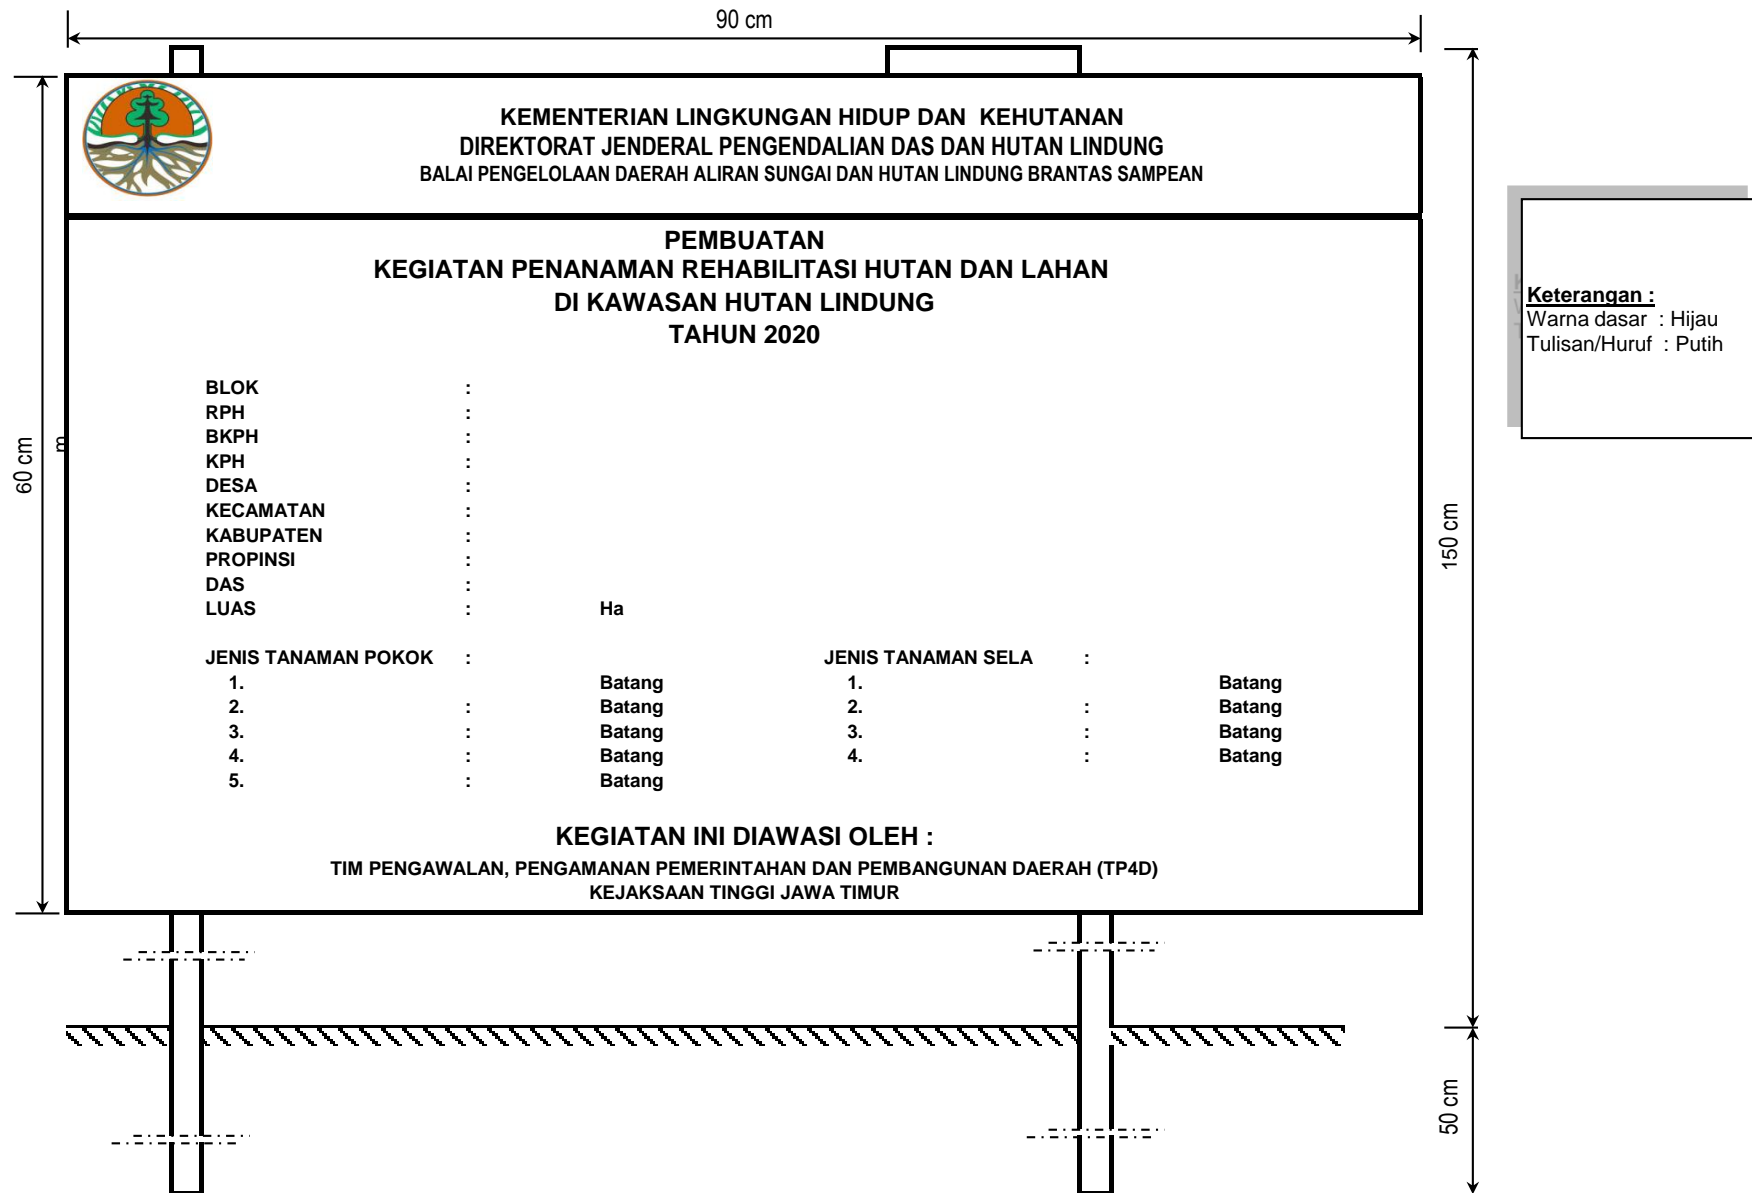 90 cm
KEMENTERIAN LINGKUNGAN HIDUP DAN KEHUTANAN
DIREKTORAT JENDERAL PENGENDALIAN DAS DAN HUTAN LINDUNG
BALAI PENGELOLAAN DAERAH ALIRAN SUNGAI DAN HUTAN LINDUNG BRANTAS SAMPEAN
PEMBUATAN
KEGIATAN PENANAMAN REHABILITASI HUTAN DAN LAHAN
DI KAWASAN HUTAN LINDUNG
TAHUN 2020
BLOK :
RPH :
BKPH :
KPH :
DESA :
KECAMATAN :
KABUPATEN :
PROPINSI :
DAS :
LUAS : Ha
JENIS TANAMAN POKOK : JENIS TANAMAN SELA :
1. Batang 1. Batang
2. : Batang 2. : Batang
3. : Batang 3. : Batang
4. : Batang 4. : Batang
5. : Batang
KEGIATAN INI DIAWASI OLEH :
TIM PENGAWALAN, PENGAMANAN PEMERINTAHAN DAN PEMBANGUNAN DAERAH (TP4D)
KEJAKSAAN TINGGI JAWA TIMUR
60 cm
m
150 cm
50 cm
Keterangan :
Warna dasar : Hijau
Tulisan/Huruf : Putih